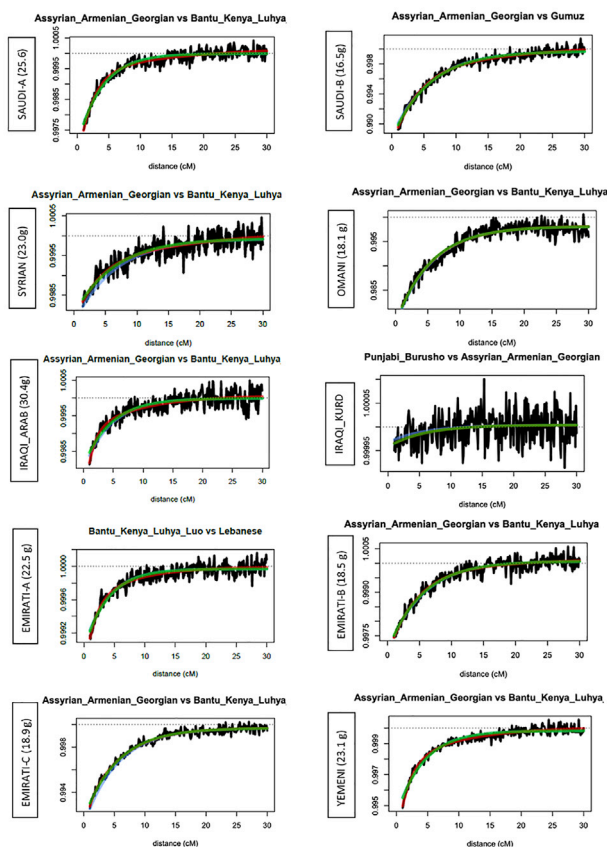 Assyrian_Armenian_Georgian vs Bantu_Kenya_Luhya
SAUDI-A (25.6)
1.0005
0.9995
0.9985
0.9975
0 5 10 15 20 25 30
distance (cM)
Assyrian_Armenian_Georgian vs Gumuz
SAUDI-B (16.5g)
0.998
0.994
0.990
0 5 10 15 20 25 30
distance (cM)
Assyrian_Armenian_Georgian vs Bantu_Kenya_Luhya
SYRIAN (23.0g)
1.0005
0.9995
0.9985
0 5 10 15 20 25 30
distance (cM)
Assyrian_Armenian_Georgian vs Bantu_Kenya_Luhya
OMANI (18.1 g)
0.995
0.985
0 5 10 15 20 25 30
distance (cM)
Assyrian_Armenian_Georgian vs Bantu_Kenya_Luhya
IRAQI_ARAB (30.4g)
1.0005
0.9995
0.9985
0 5 10 15 20 25 30
distance (cM)
Punjabi_Burusho vs Assyrian_Armenian_Georgian
IRAQI_KURD
1.00005
0.99995
0 5 10 15 20 25 30
distance (cM)
Bantu_Kenya_Luhya_Luo vs Lebanese
EMIRATI-A (22.5 g)
1.0000
0.9996
0.9992
0 5 10 15 20 25 30
distance (cM)
Assyrian_Armenian_Georgian vs Bantu_Kenya_Luhya
EMIRATI-B (18.5 g)
1.0005
0.9990
0.9975
0 5 10 15 20 25 30
distance (cM)
Assyrian_Armenian_Georgian vs Bantu_Kenya_Luhya
EMIRATI-C (18.9 g)
0.998
0.994
0 5 10 15 20 25 30
distance (cM)
Assyrian_Armenian_Georgian vs Bantu_Kenya_Luhya
YEMENI (23.1 g)
0.999
0.997
0.995
0 5 10 15 20 25 30
distance (cM)